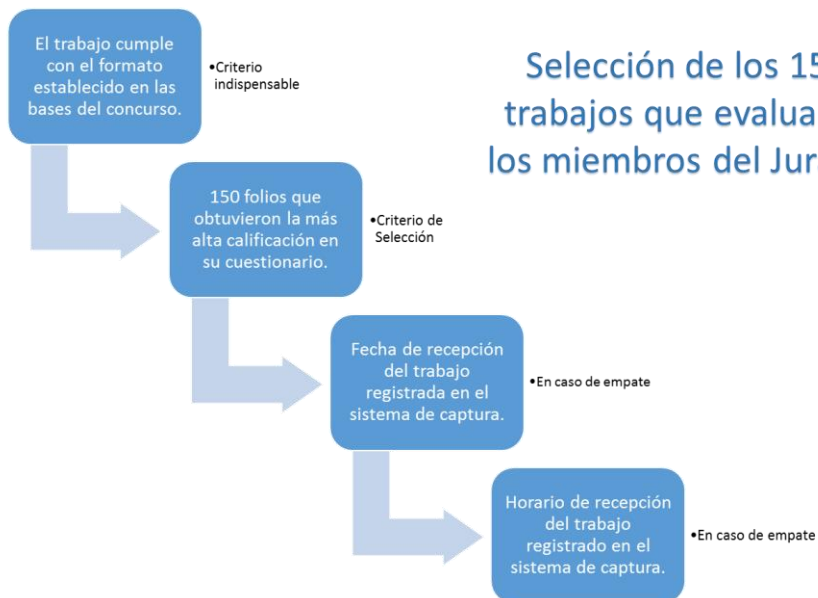 Selección de los 15
trabajos que evalua
los miembros del Jur
El trabajo cumple
con el formato
establecido en las
bases del concurso.
•Criterio
indispensable
150 folios que
obtuvieron la más
alta calificación en
su cuestionario.
•Criterio de
Selección
Fecha de recepción
del trabajo
registrada en el
sistema de captura.
•En caso de empate
Horario de recepción
del trabajo
registrado en el
sistema de captura.
•En caso de empate